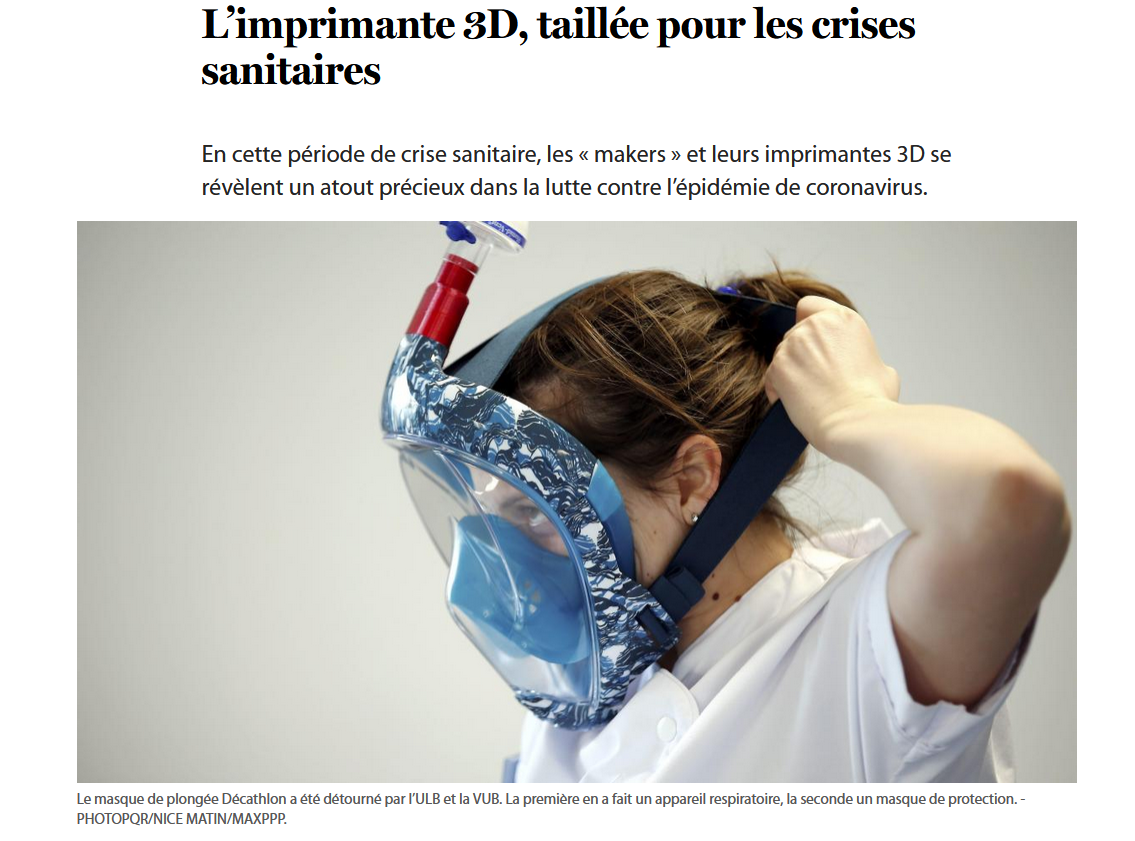 L’imprimante 3D, taillée pour les crises
sanitaires
En cette période de crise sanitaire, les « makers » et leurs imprimantes 3D se
révèlent un atout précieux dans la lutte contre l’épidémie de coronavirus.
Le masque de plongée Décathlon a été détourné par l’ULB et la VUB. La première en a fait un appareil respiratoire, la seconde un masque de protection. -
PHOTOPQR/NICE MATIN/MAXPPP.